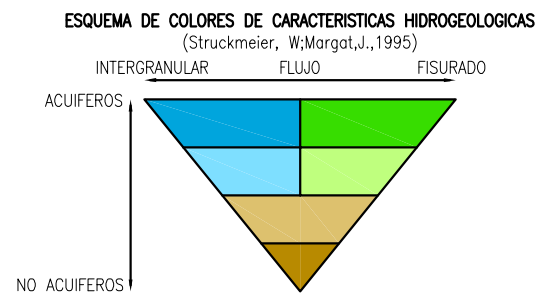 ESQUEMA DE COLORES DE CARACTERISTICAS HIDROGEOLOGICAS
(Struckmeier, W;Margat,J.,1995)
INTERGRANULAR FLUJO FISURADO
ACUIFEROS
NO ACUIFEROS